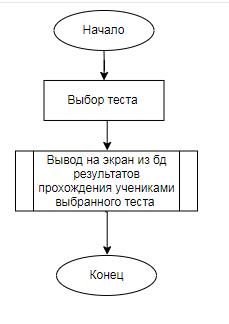 Начало
Выбор теста
Вывод на экран из бд
результатов
прохождения учениками
выбранного теста
Конец